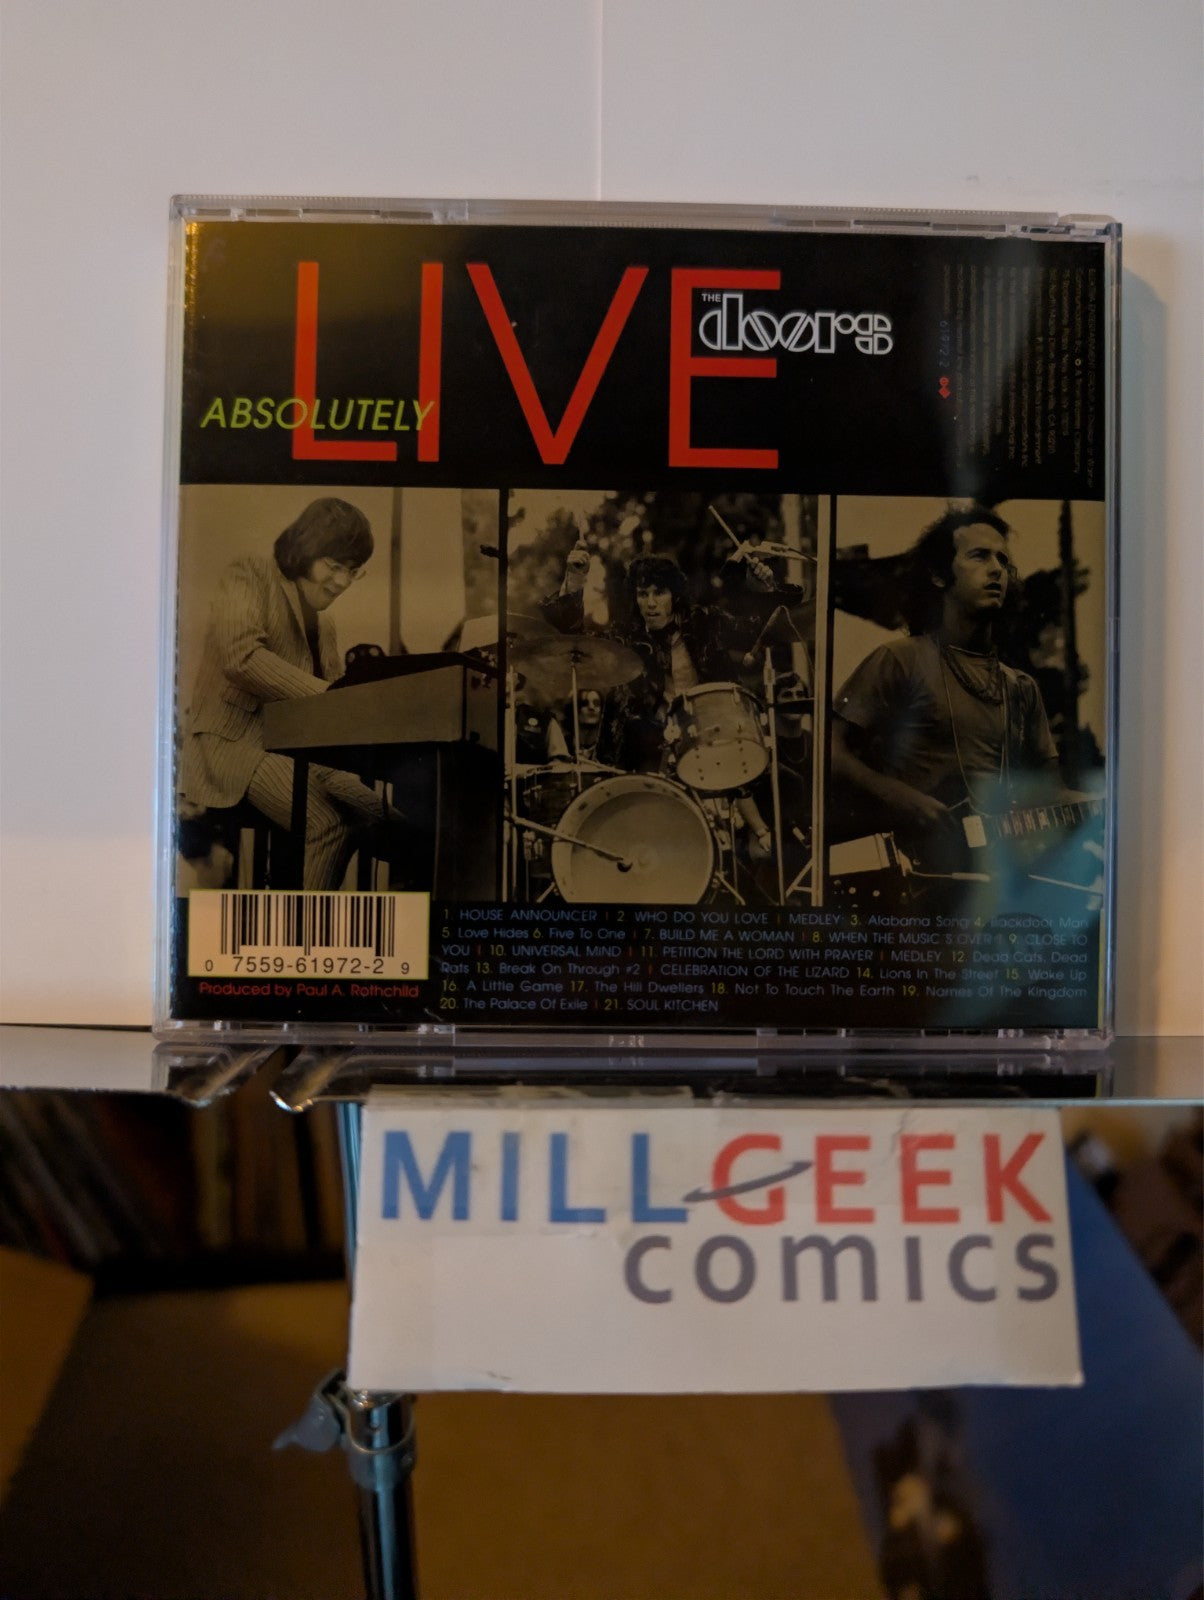 LIVE
THE doors
ABSOLUTELY
61972-2
1. HOUSE ANNOUNCER | 2. WHO DO YOU LOVE | MEDLEY: 3. Alabama Song 4. Backdoor Man
5. Love Hides 6. Five To One | 7. BUILD ME A WOMAN | 8. WHEN THE MUSIC'S OVER | 9. CLOSE TO
YOU | 10. UNIVERSAL MIND | 11. PETITION THE LORD WITH PRAYER | MEDLEY 12. Dead Cats, Dead
Rats 13. Break On Through #2 | CELEBRATION OF THE LIZARD 14. Lions In The Street 15. Wake Up
16. A Little Game 17. The Hill Dwellers 18. Not To Touch The Earth 19. Names Of The Kingdom
20. The Palace Of Exile | 21. SOUL KITCHEN
0 7559-61972-2 9
Produced by Paul A. Rothchild
MILLGEEK
comics